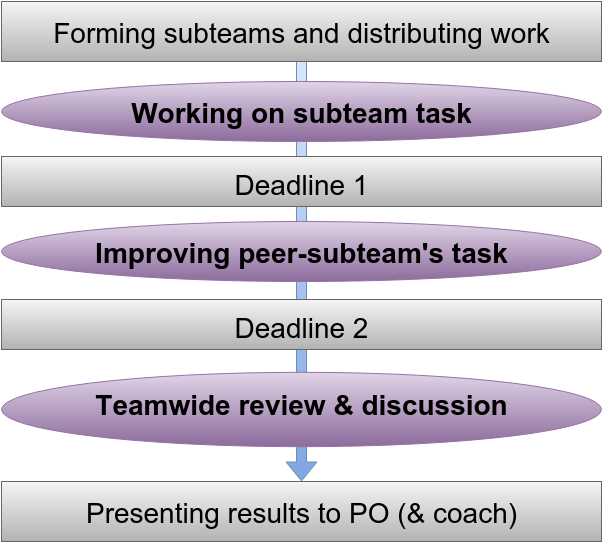 Forming subteams and distributing work
Working on subteam task
Deadline 1
Improving peer-subteam's task
Deadline 2
Teamwide review & discussion
Presenting results to PO (& coach)